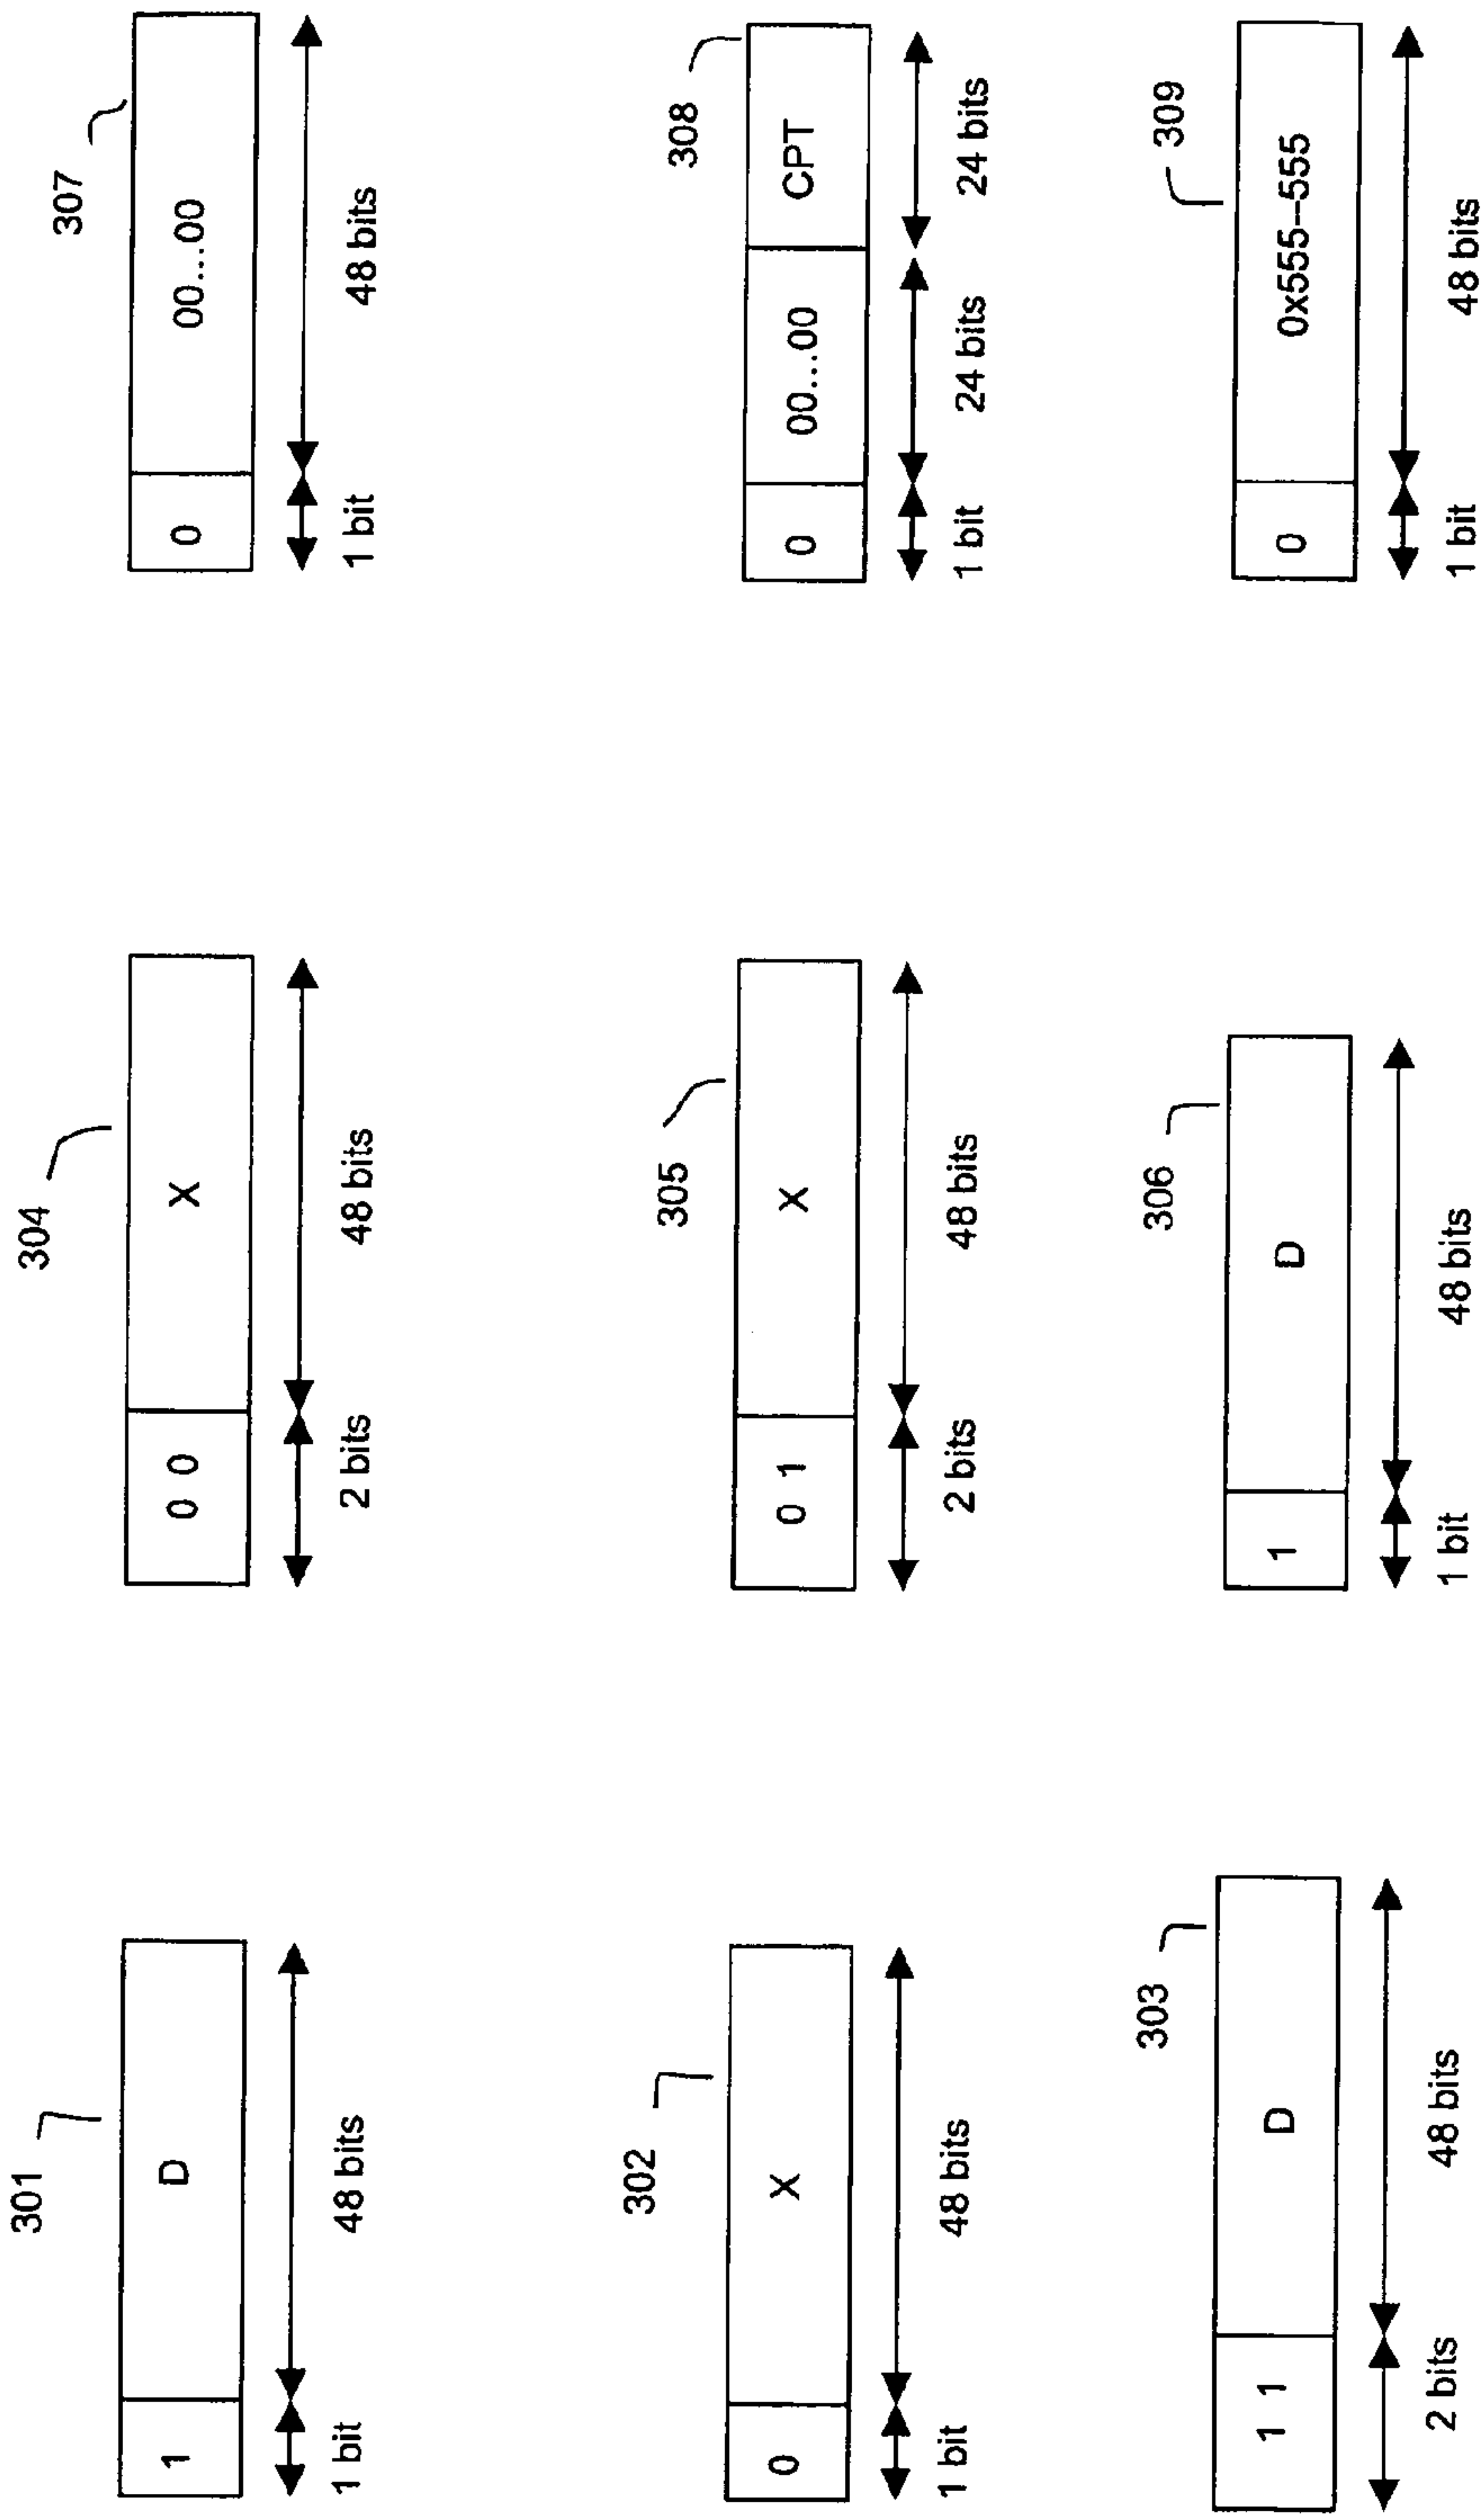 301
1 D
1 bit 48 bits
302
0 X
1 bit 48 bits
303
1 1 D
2 bits 48 bits
304
0 0 X
2 bits 48 bits
305
0 1 X
2 bits 48 bits
306
1 D
1 bit 48 bits
307
0 00...00
1 bit 48 bits
308
0 00...00 CPT
1 bit 24 bits 24 bits
309
0 0x555-555
1 bit 48 bits